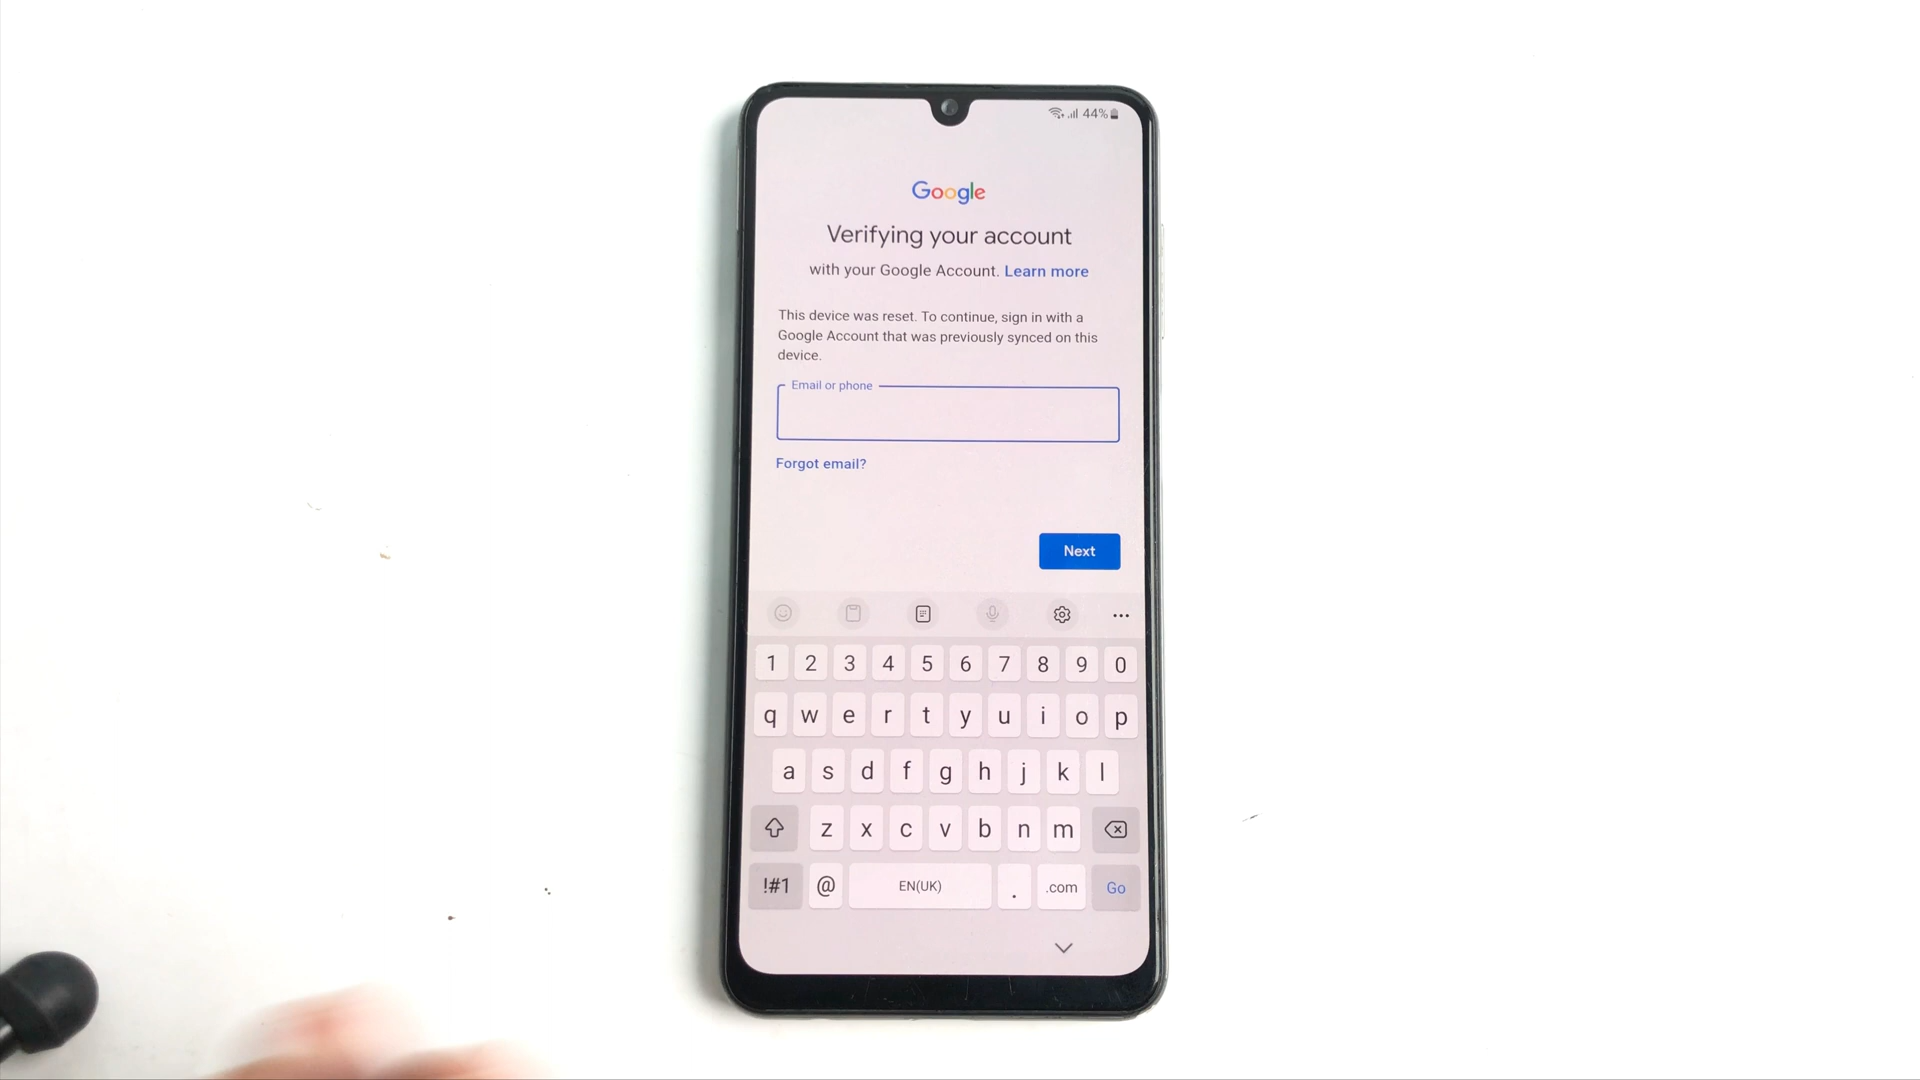 44%
Google
Verifying your account
with your Google Account. Learn more
This device was reset. To continue, sign in with a
Google Account that was previously synced on this
device.
Email or phone
Forgot email?
Next
1 2 3 4 5 6 7 8 9 0
q w e r t y u i o p
a s d f g h j k l
z x c v b n m
!#1 @ EN(UK) . .com Go